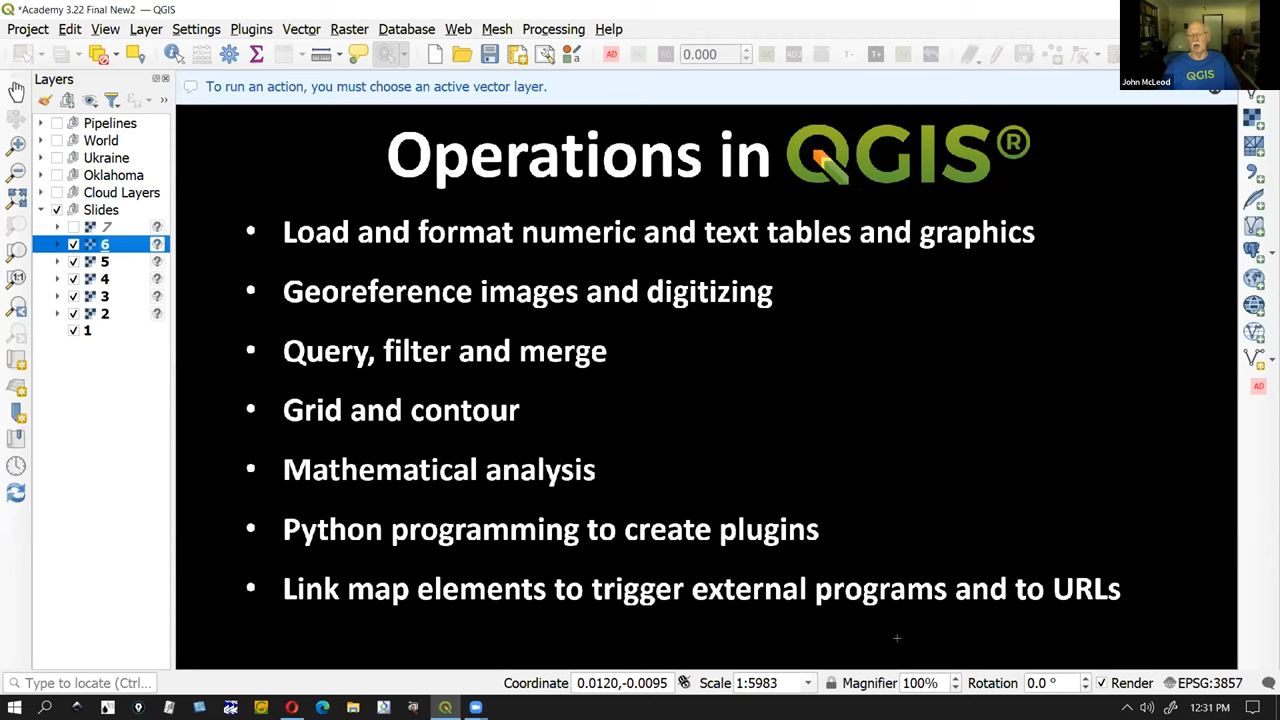 *Academy 3.22 Final New2 — QGIS
Project Edit View Layer Settings Plugins Vector Raster Database Web Mesh Processing Help
0.000
Layers
To run an action, you must choose an active vector layer.
QGIS
John McLeod
Pipelines
World
Ukraine
Oklahoma
Cloud Layers
Slides
7
6
5
4
3
2
1
Operations in QGIS®
• Load and format numeric and text tables and graphics
• Georeference images and digitizing
• Query, filter and merge
• Grid and contour
• Mathematical analysis
• Python programming to create plugins
• Link map elements to trigger external programs and to URLs
AD
Type to locate (Ctrl... Coordinate 0.0120,-0.0095 Scale 1:5983 Magnifier 100% Rotation 0.0 ° Render EPSG:3857
12:31 PM